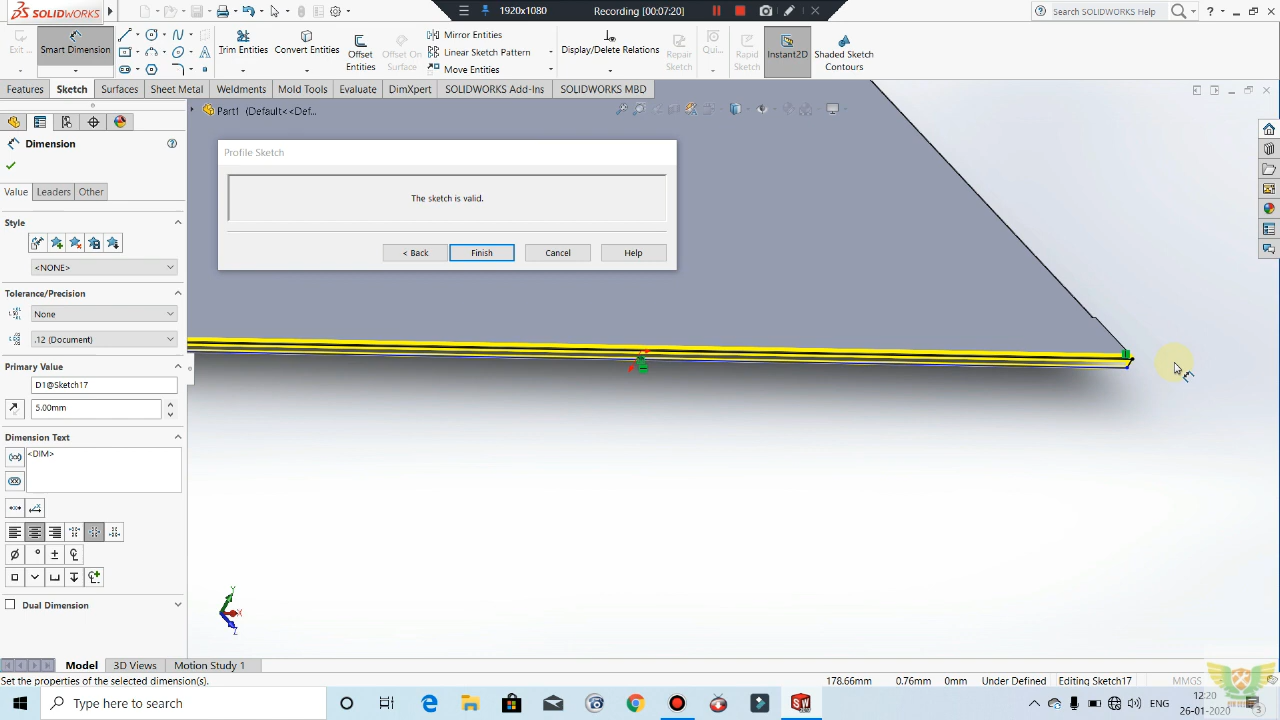 SOLIDWORKS
1920x1080
Recording [00:07:20]
Search SOLIDWORKS Help
Exit ...
Smart Dimension
Trim Entities
Convert Entities
Offset Entities
Offset On Surface
Mirror Entities
Linear Sketch Pattern
Move Entities
Display/Delete Relations
Repair Sketch
Qui...
Rapid Sketch
Instant2D
Shaded Sketch Contours
Features
Sketch
Surfaces
Sheet Metal
Weldments
Mold Tools
Evaluate
DimXpert
SOLIDWORKS Add-Ins
SOLIDWORKS MBD
Part1 (Default<<Def...
Dimension
Value
Leaders
Other
Style
<NONE>
Tolerance/Precision
None
.12 (Document)
Primary Value
D1@Sketch17
5.00mm
Dimension Text
<DIM>
Dual Dimension
Profile Sketch
The sketch is valid.
< Back
Finish
Cancel
Help
Y
X
Z
Model
3D Views
Motion Study 1
Set the properties of the selected dimension(s).
178.66mm
0.76mm
0mm
Under Defined
Editing Sketch17
MMGS
Type here to search
ENG
12:20
26-01-2020
3